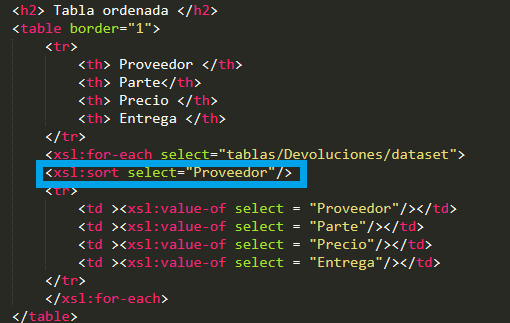 <h2> Tabla ordenada </h2>
<table border="1">
<tr>
<th> Proveedor </th>
<th> Parte</th>
<th> Precio </th>
<th> Entrega </th>
</tr>
<xsl:for-each select="tablas/Devoluciones/dataset">
<xsl:sort select="Proveedor"/>
<tr>
<td ><xsl:value-of select = "Proveedor"/></td>
<td ><xsl:value-of select = "Parte"/></td>
<td ><xsl:value-of select = "Precio"/></td>
<td ><xsl:value-of select = "Entrega"/></td>
</tr>
</xsl:for-each>
</table>